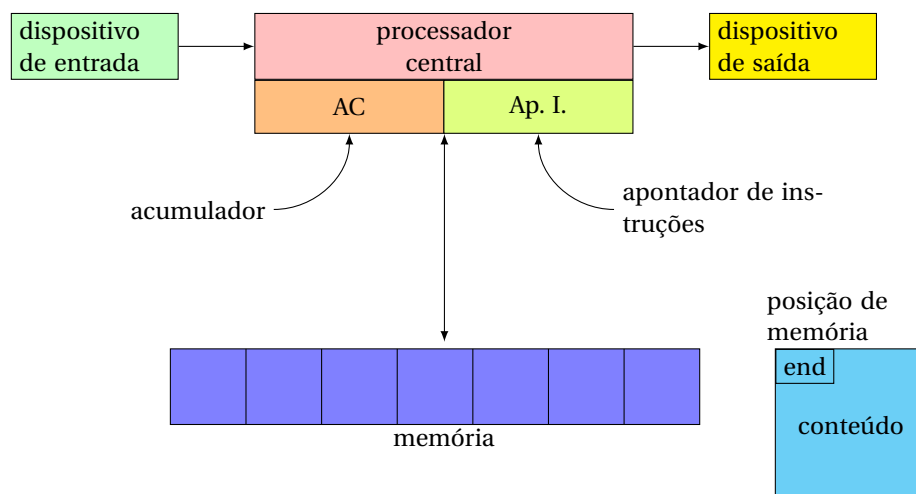 dispositivo
de entrada
processador
central
dispositivo
de saída
AC
Ap. I.
acumulador
apontador de ins-
truções
posição de
memória
end
conteúdo
memória